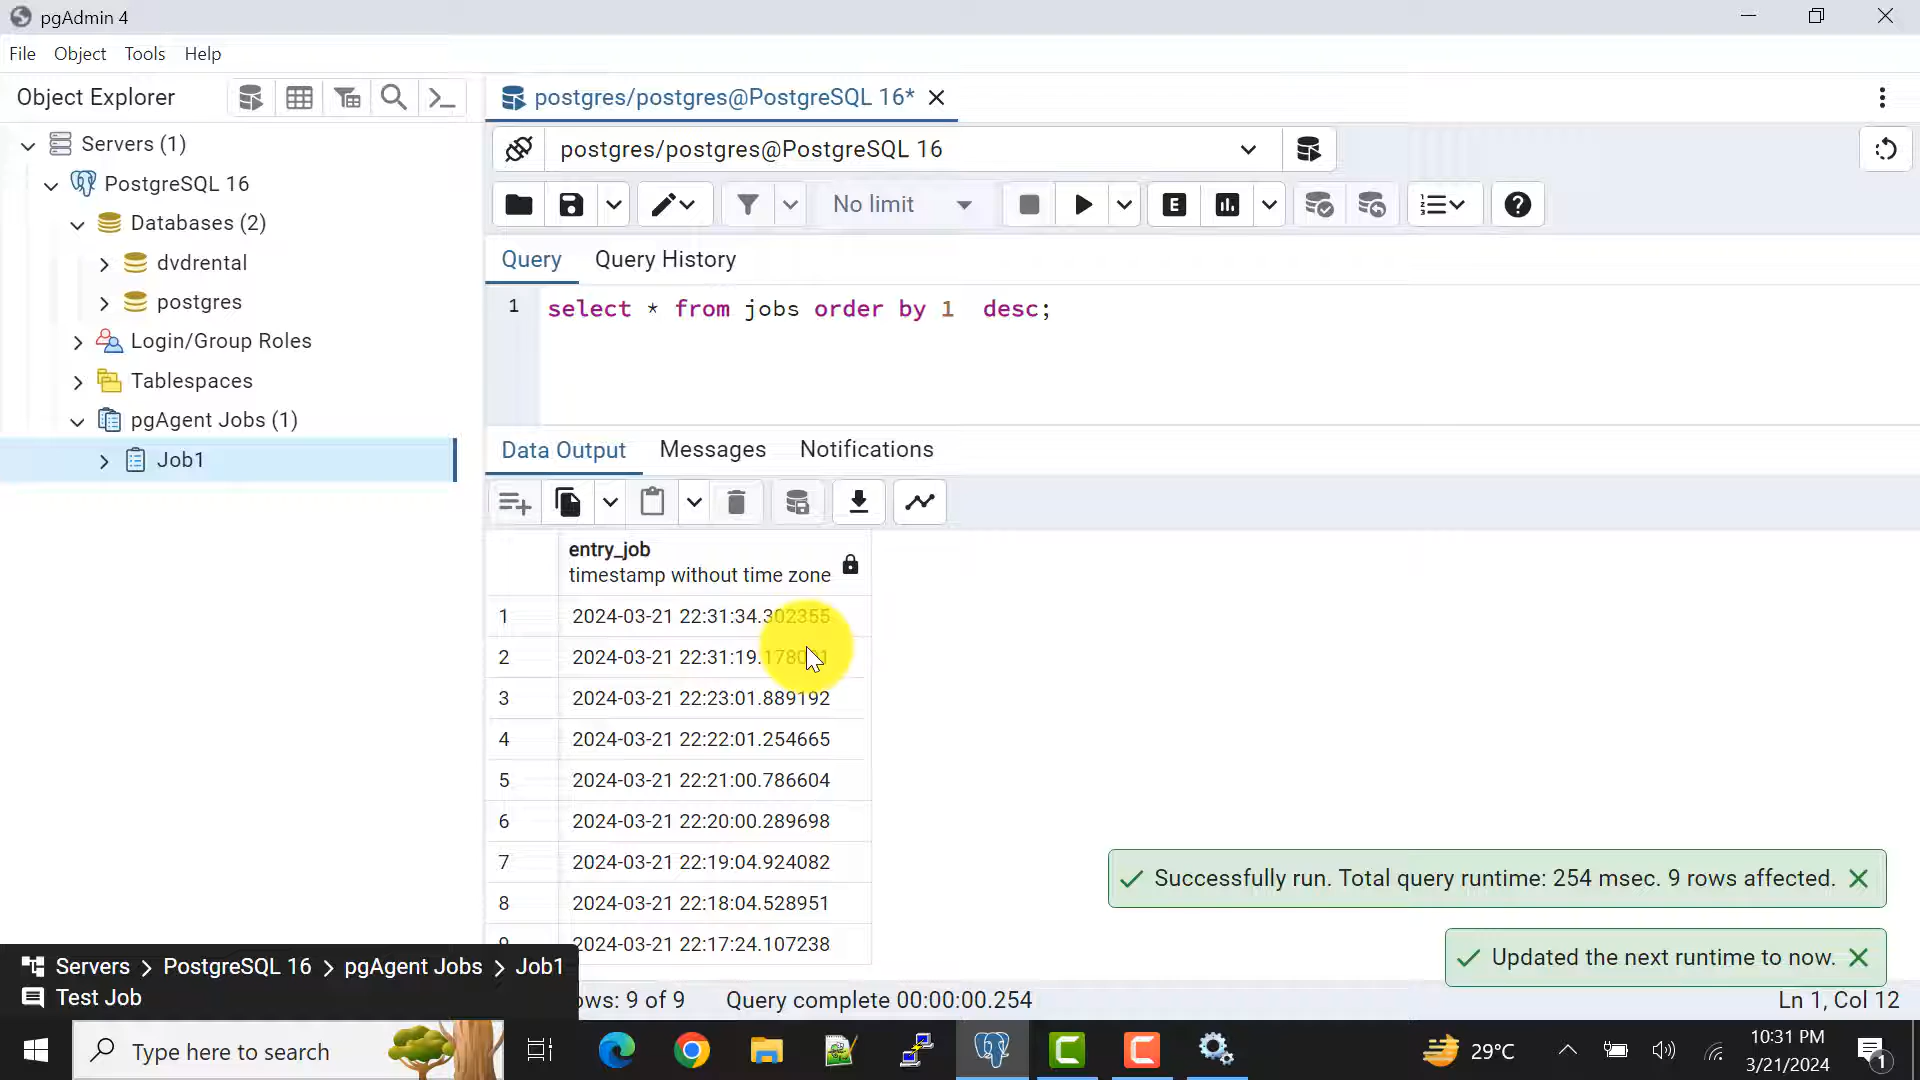 pgAdmin 4
File Object Tools Help
Object Explorer
postgres/postgres@PostgreSQL 16*
Servers (1)
postgres/postgres@PostgreSQL 16
PostgreSQL 16
Databases (2)
No limit
E
dvdrental
Query Query History
postgres
1 select * from jobs order by 1 desc;
Login/Group Roles
Tablespaces
pgAgent Jobs (1)
Data Output Messages Notifications
Job1
entry_job
timestamp without time zone
1 2024-03-21 22:31:34.302355
2 2024-03-21 22:31:19.
3 2024-03-21 22:23:01.889192
4 2024-03-21 22:22:01.254665
5 2024-03-21 22:21:00.786604
6 2024-03-21 22:20:00.289698
7 2024-03-21 22:19:04.924082
8 2024-03-21 22:18:04.528951
9 2024-03-21 22:17:24.107238
Successfully run. Total query runtime: 254 msec. 9 rows affected.
Updated the next runtime to now.
Servers > PostgreSQL 16 > pgAgent Jobs > Job1
Test Job
ows: 9 of 9 Query complete 00:00:00.254 Ln 1, Col 12
Type here to search
29°C
10:31 PM
3/21/2024
1